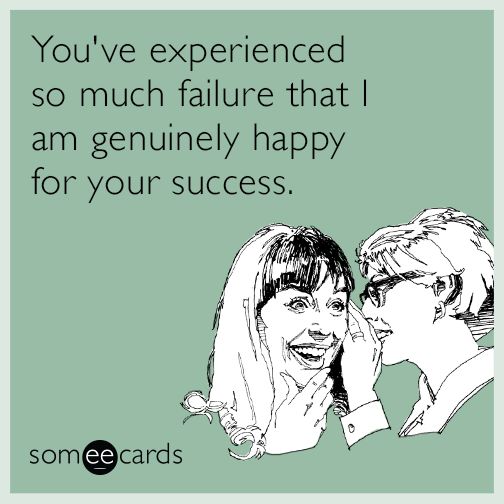 You've experienced
so much failure that I
am genuinely happy
for your success.
someecards